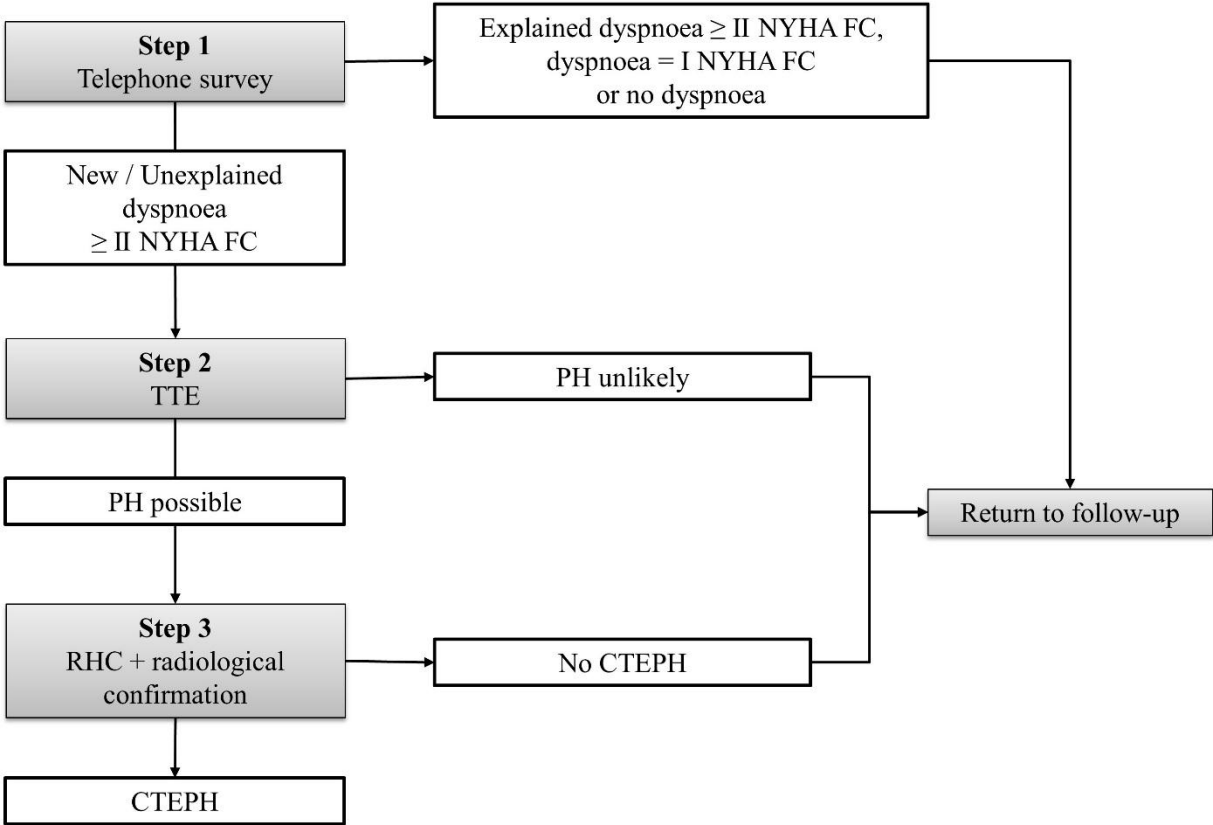 Step 1
Telephone survey
Explained dyspnoea ≥ II NYHA FC,
dyspnoea = I NYHA FC
or no dyspnoea
New / Unexplained
dyspnoea
≥ II NYHA FC
Step 2
TTE
PH unlikely
PH possible
Return to follow-up
Step 3
RHC + radiological
confirmation
No CTEPH
CTEPH